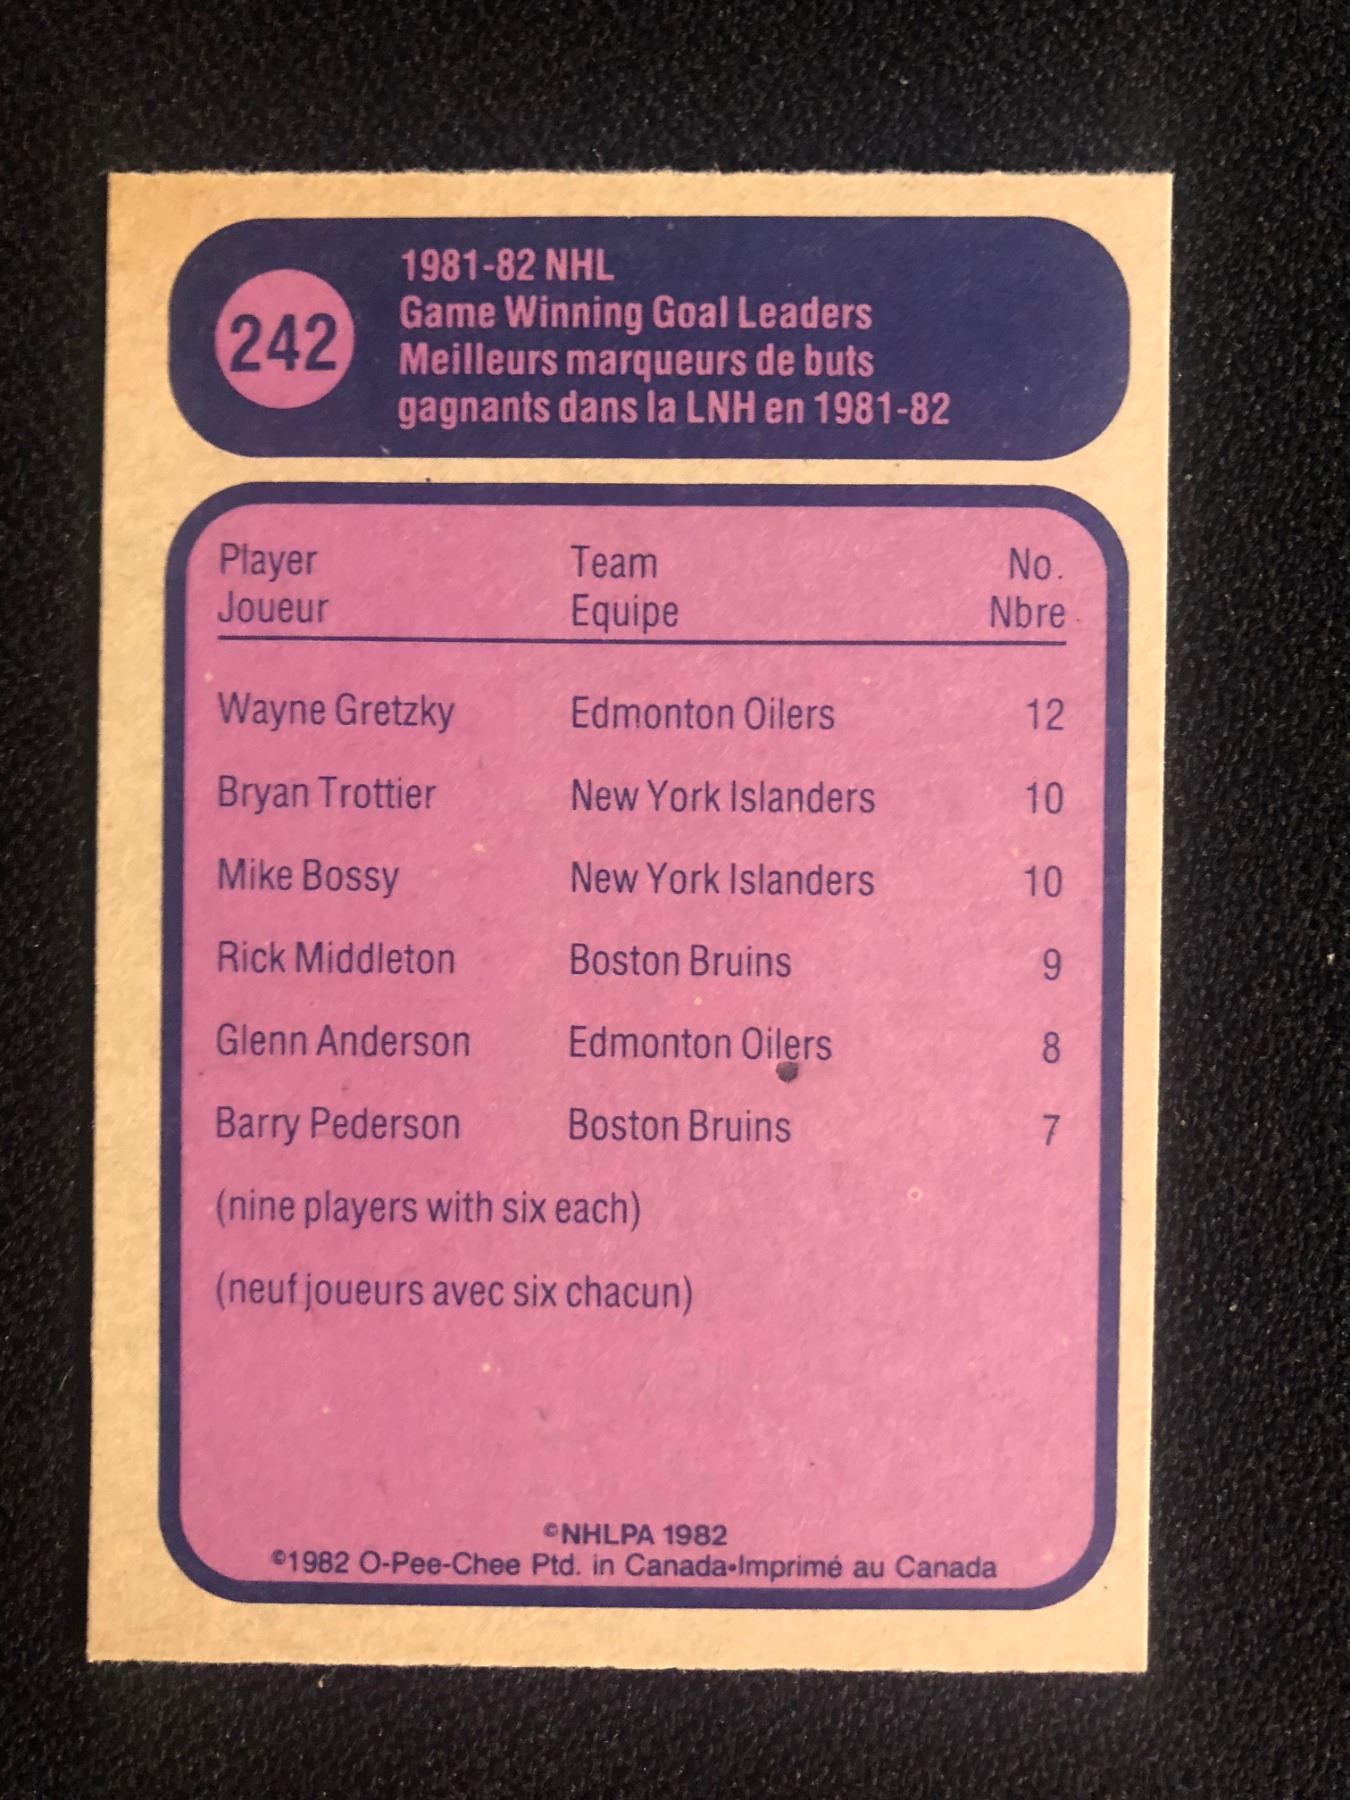 242
1981-82 NHL
Game Winning Goal Leaders
Meilleurs marqueurs de buts
gagnants dans la LNH en 1981-82
Player Team No.
Joueur Equipe Nbre
Wayne Gretzky Edmonton Oilers 12
Bryan Trottier New York Islanders 10
Mike Bossy New York Islanders 10
Rick Middleton Boston Bruins 9
Glenn Anderson Edmonton Oilers 8
Barry Pederson Boston Bruins 7
(nine players with six each)
(neuf joueurs avec six chacun)
©NHLPA 1982
©1982 O-Pee-Chee Ptd. in Canada•Imprimé au Canada